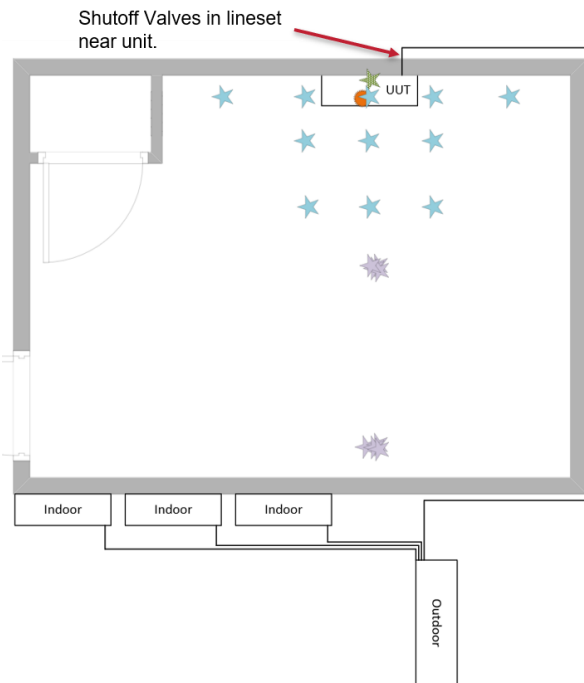 Shutoff Valves in lineset
near unit.
UUT
Indoor
Indoor
Indoor
Outdoor